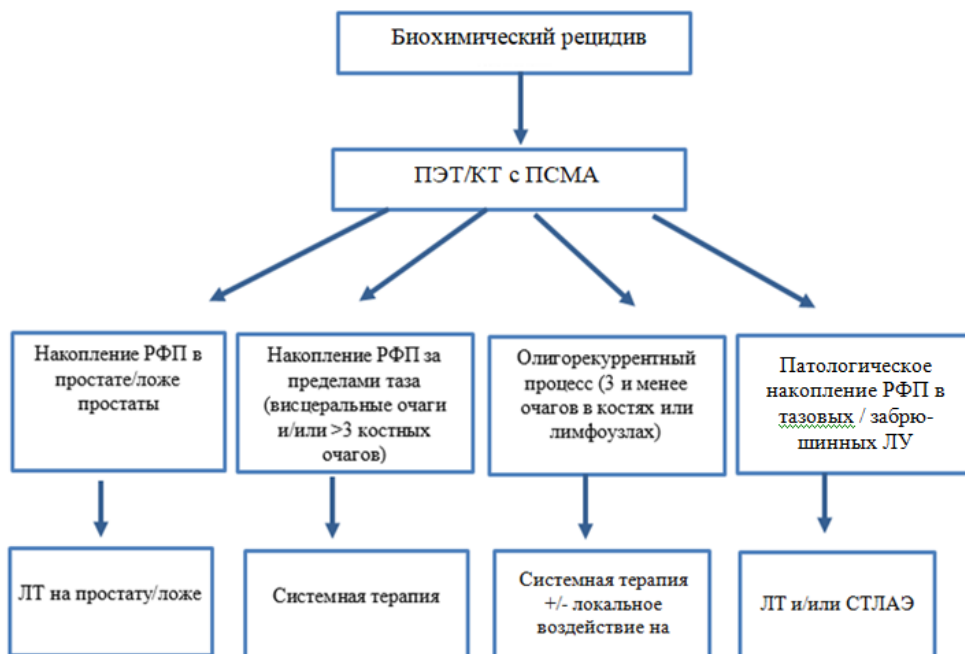 Биохимический рецидив
ПЭТ/КТ с ПСМА
Накопление РФП в
простате/ложе
простаты
Накопление РФП за
пределами таза
(висцеральные очаги
и/или >3 костных
очагов)
Олигорекуррентный
процесс (3 и менее
очагов в костях или
лимфоузлах)
Патологическое
накопление РФП в
тазовых / забрю-
шинных ЛУ
ЛТ на простату/ложе
Системная терапия
Системная терапия
+/- локальное
воздействие на
ЛТ и/или СТЛАЭ